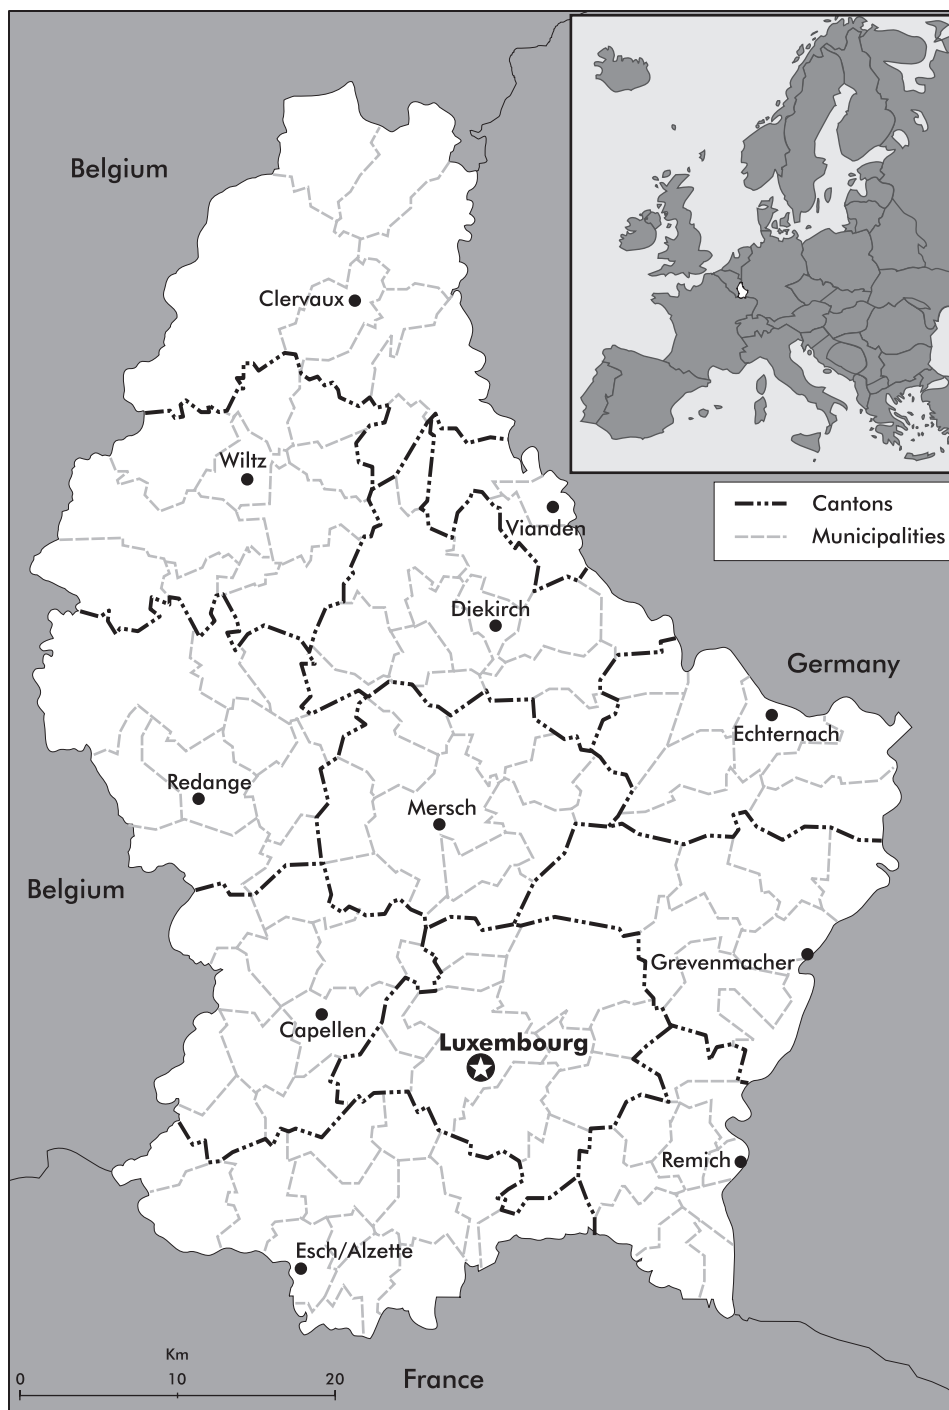 Belgium
Clervaux
Wiltz
Cantons
Vianden
Municipalities
Diekirch
Germany
Echternach
Redange
Mersch
Belgium
Grevenmacher
Capellen
Luxembourg
Remich
Esch/Alzette
Km
0 10 20
France